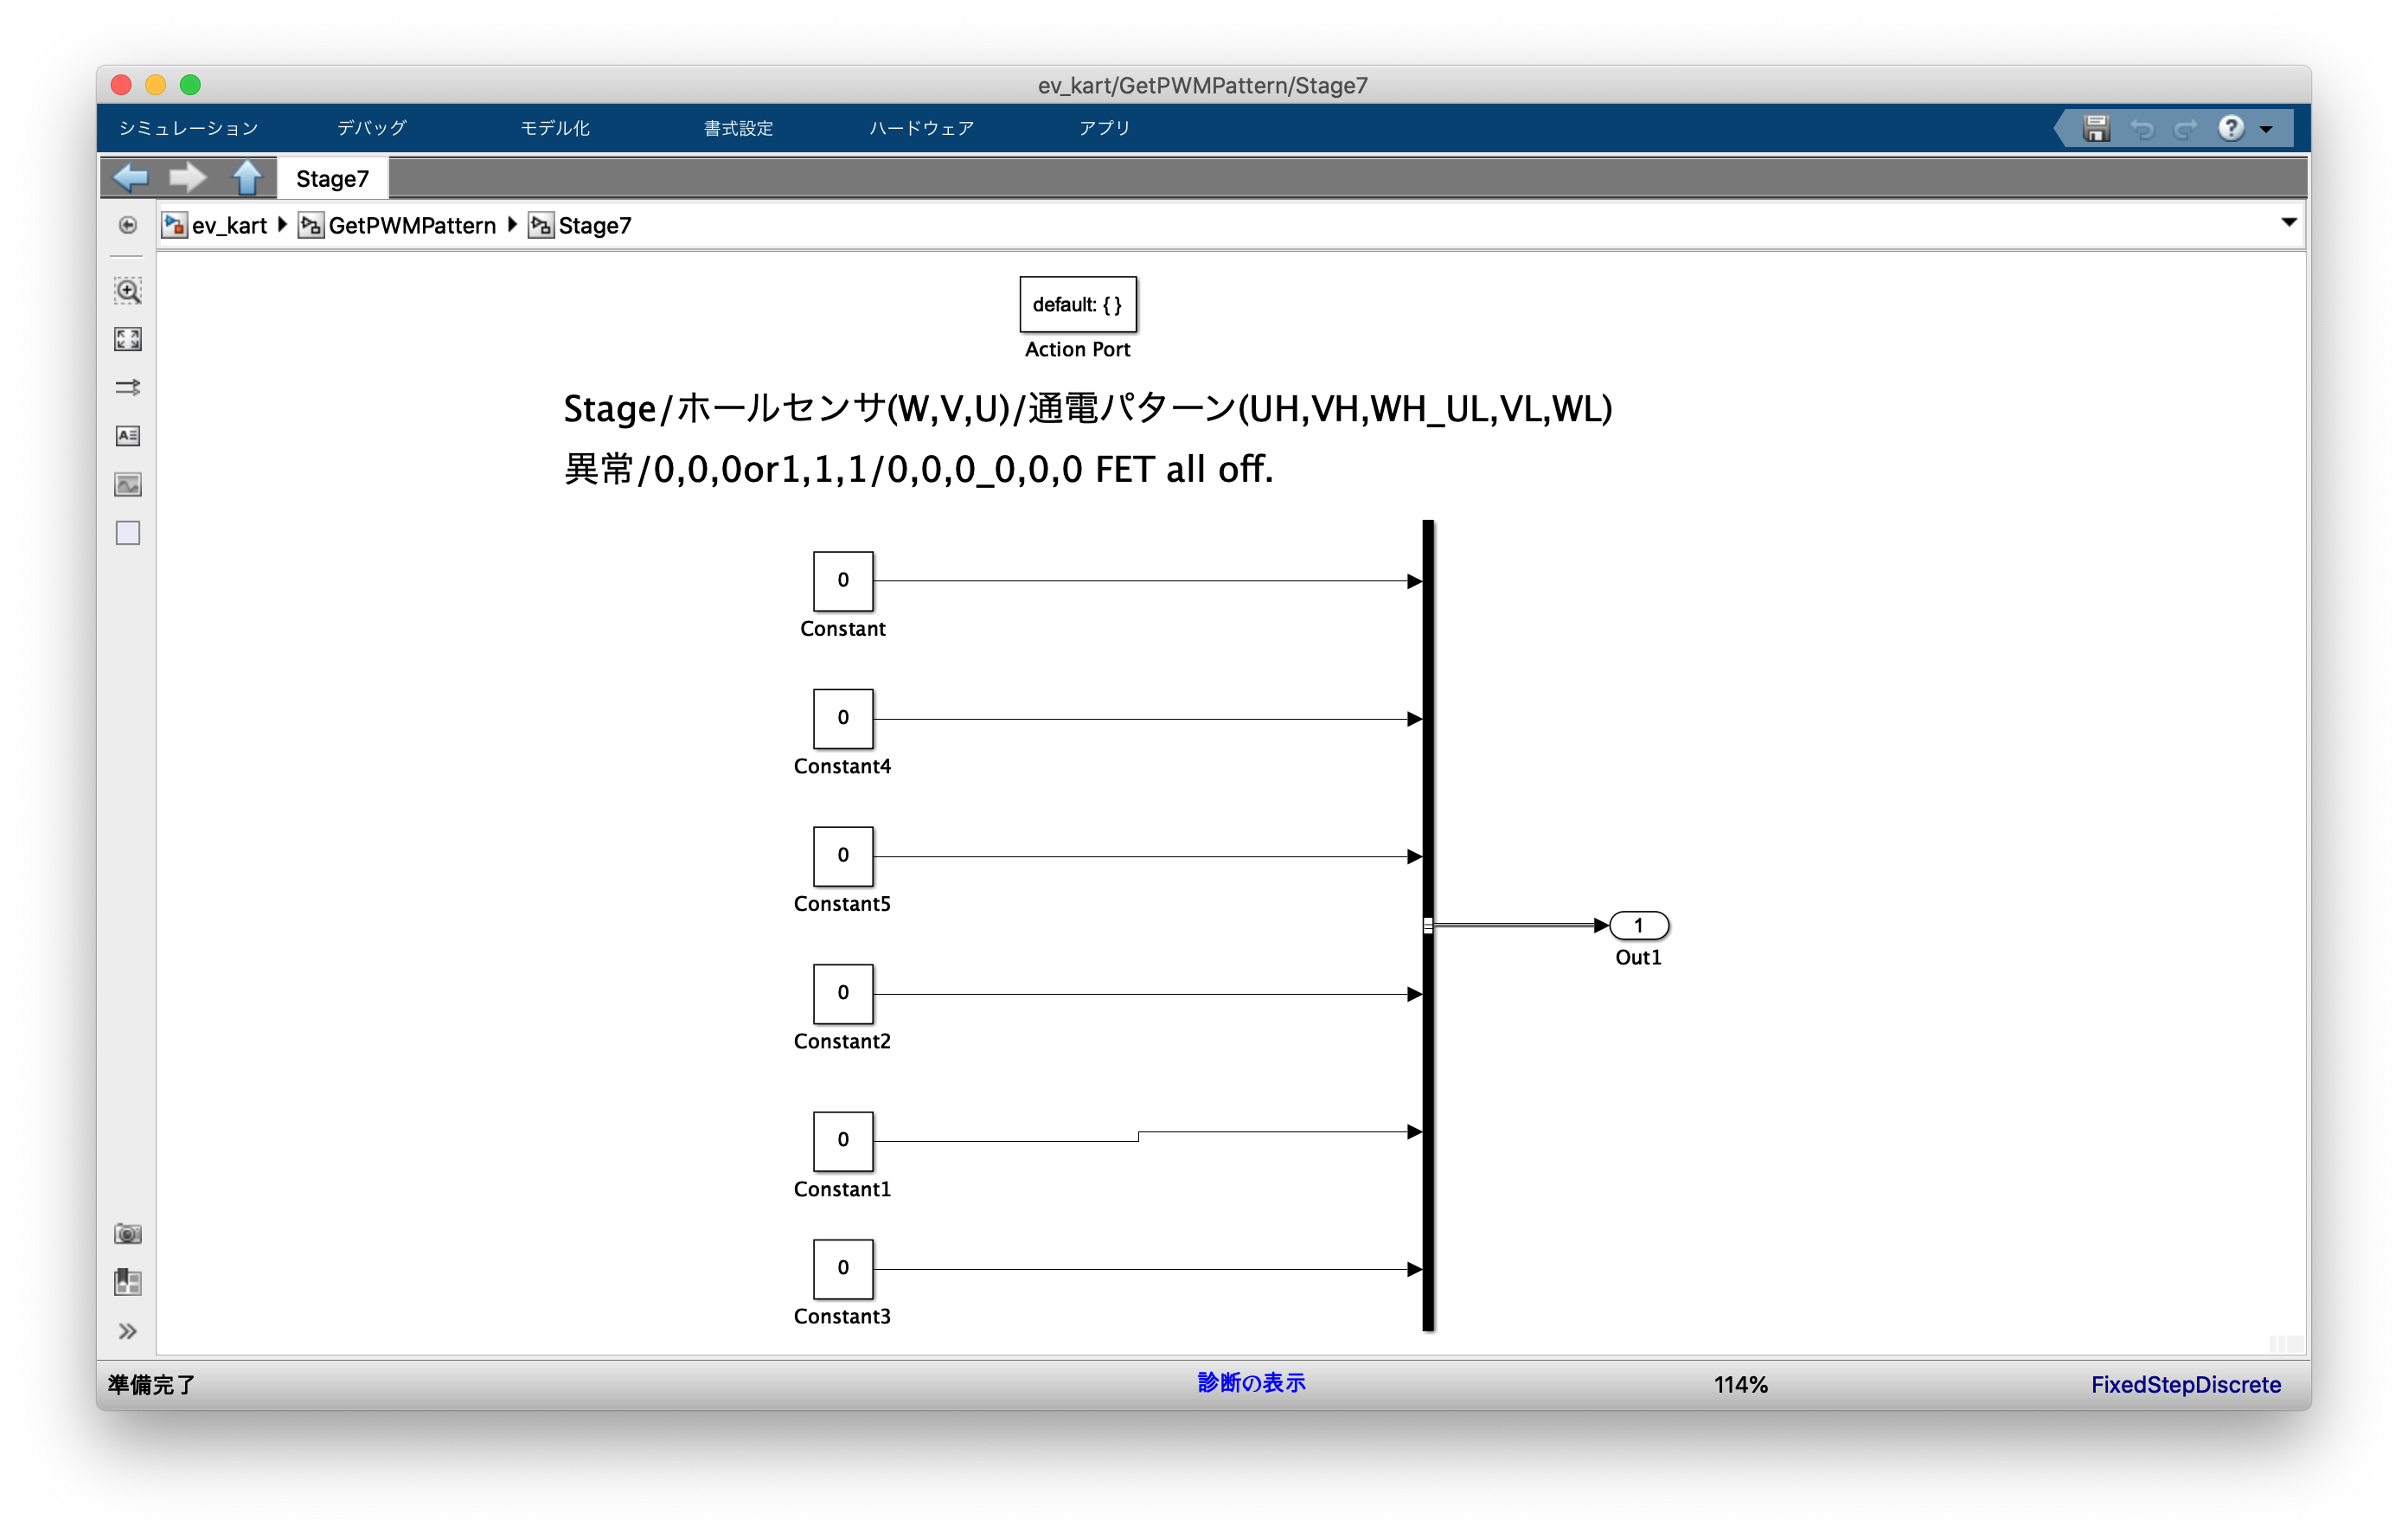 ev_kart/GetPWMPattern/Stage7
シミュレーション デバッグ モデル化 書式設定 ハードウェア アプリ
Stage7
ev_kart GetPWMPattern Stage7
default: { }
Action Port
Stage/ホールセンサ(W,V,U)/通電パターン(UH,VH,WH_UL,VL,WL)
異常/0,0,0or1,1,1/0,0,0_0,0,0 FET all off.
0
Constant
0
Constant4
0
Constant5
1
Out1
0
Constant2
0
Constant1
0
Constant3
準備完了 診断の表示 114% FixedStepDiscrete